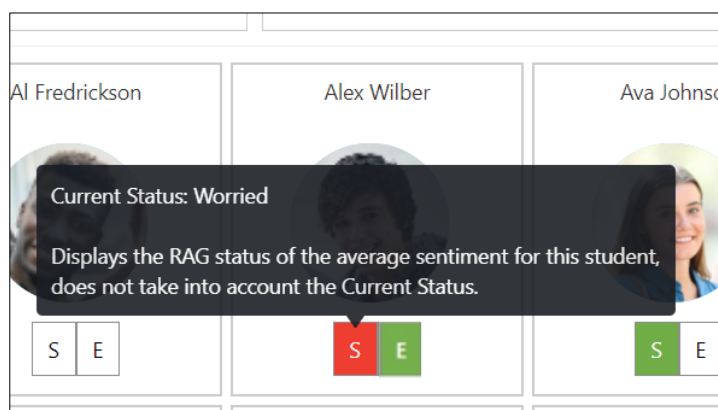 Al Fredrickson
Alex Wilber
Ava Johnso
Current Status: Worried
Displays the RAG status of the average sentiment for this student,
does not take into account the Current Status.
S E
S E
S E